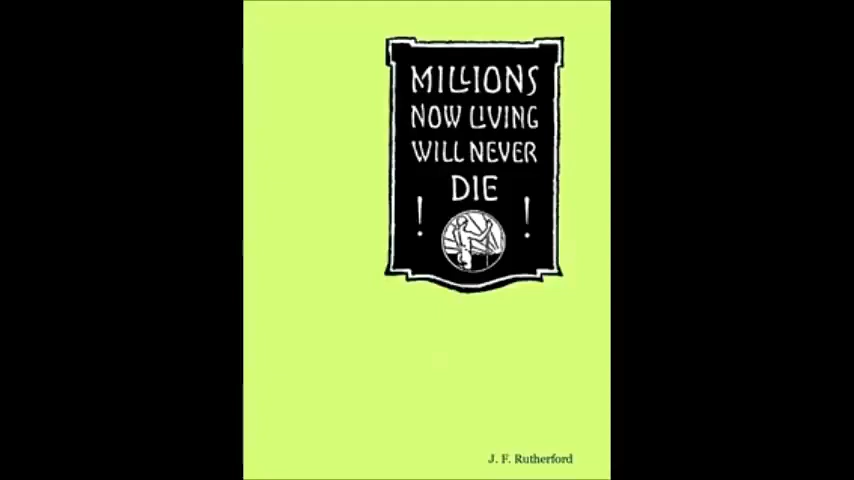 MILLIONS
NOW LIVING
WILL NEVER
DIE
! !
J. F. Rutherford